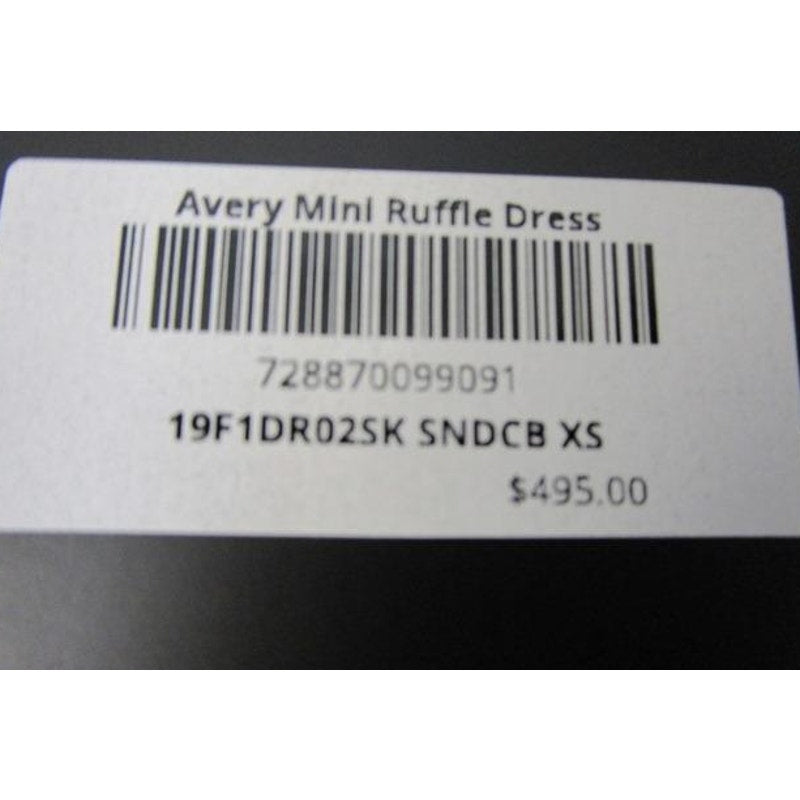 Avery Mini Ruffle Dress
728870099091
19F1DR02SK SNDCB XS
$495.00